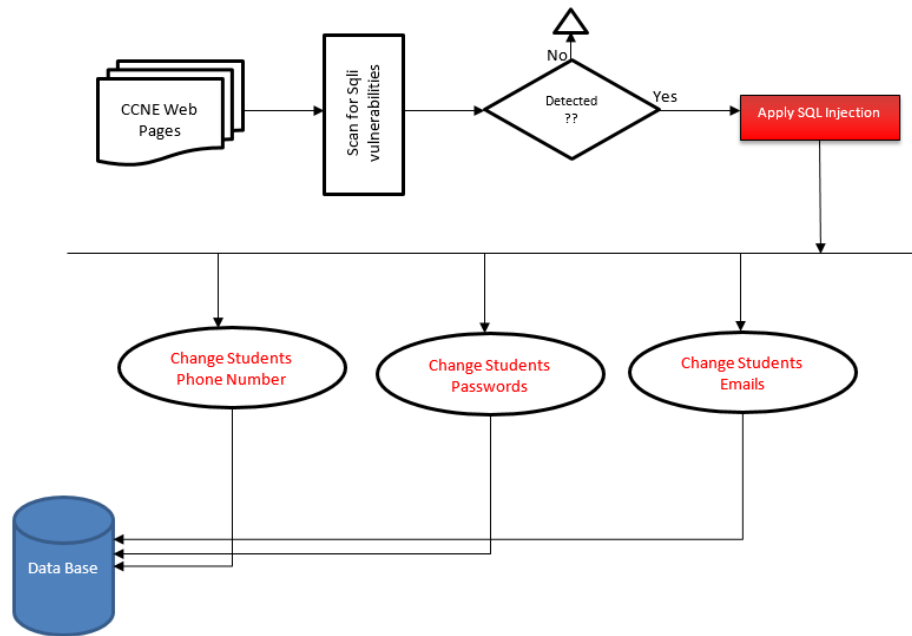 CCNE Web
Pages
Scan for Sqli
vulnerabilities
No
Detected
??
Yes
Apply SQL Injection
Change Students
Phone Number
Change Students
Passwords
Change Students
Emails
Data Base